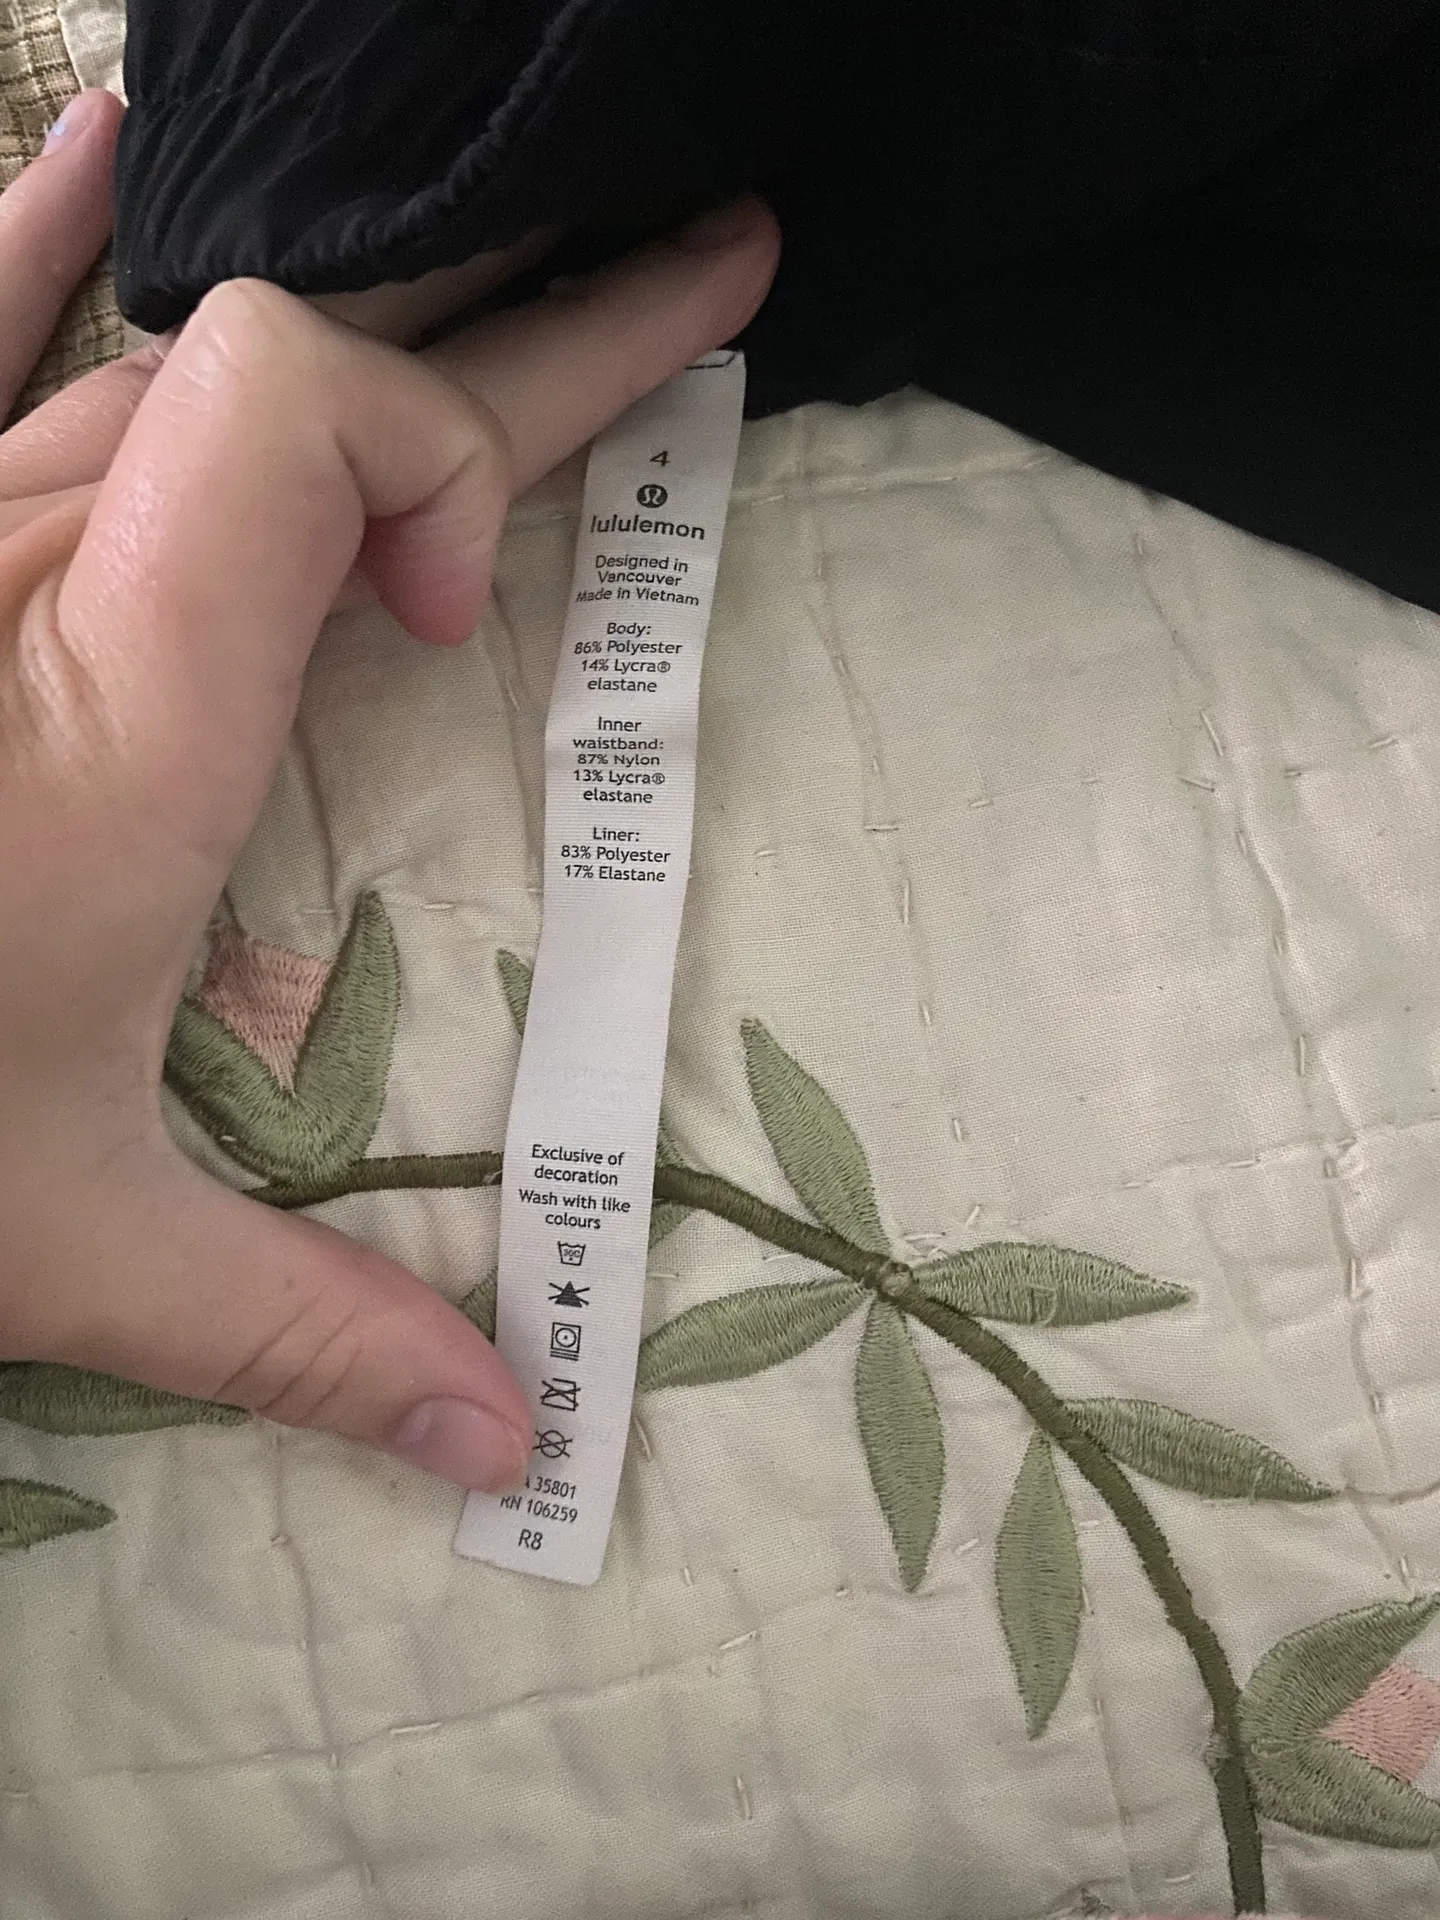 4
lululemon
Designed in
Vancouver
Made in Vietnam
Body:
86% Polyester
14% Lycra®
elastane
Inner
waistband:
87% Nylon
13% Lycra®
elastane
Liner:
83% Polyester
17% Elastane
Exclusive of
decoration
Wash with like
colours
30C
35801
RN 106259
R8